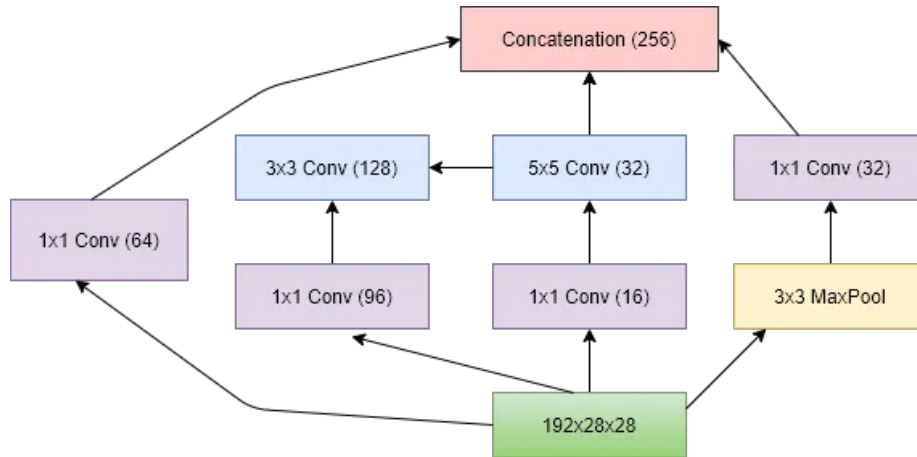 Concatenation (256)
3x3 Conv (128)
5x5 Conv (32)
1x1 Conv (32)
1x1 Conv (64)
1x1 Conv (96)
1x1 Conv (16)
3x3 MaxPool
192x28x28